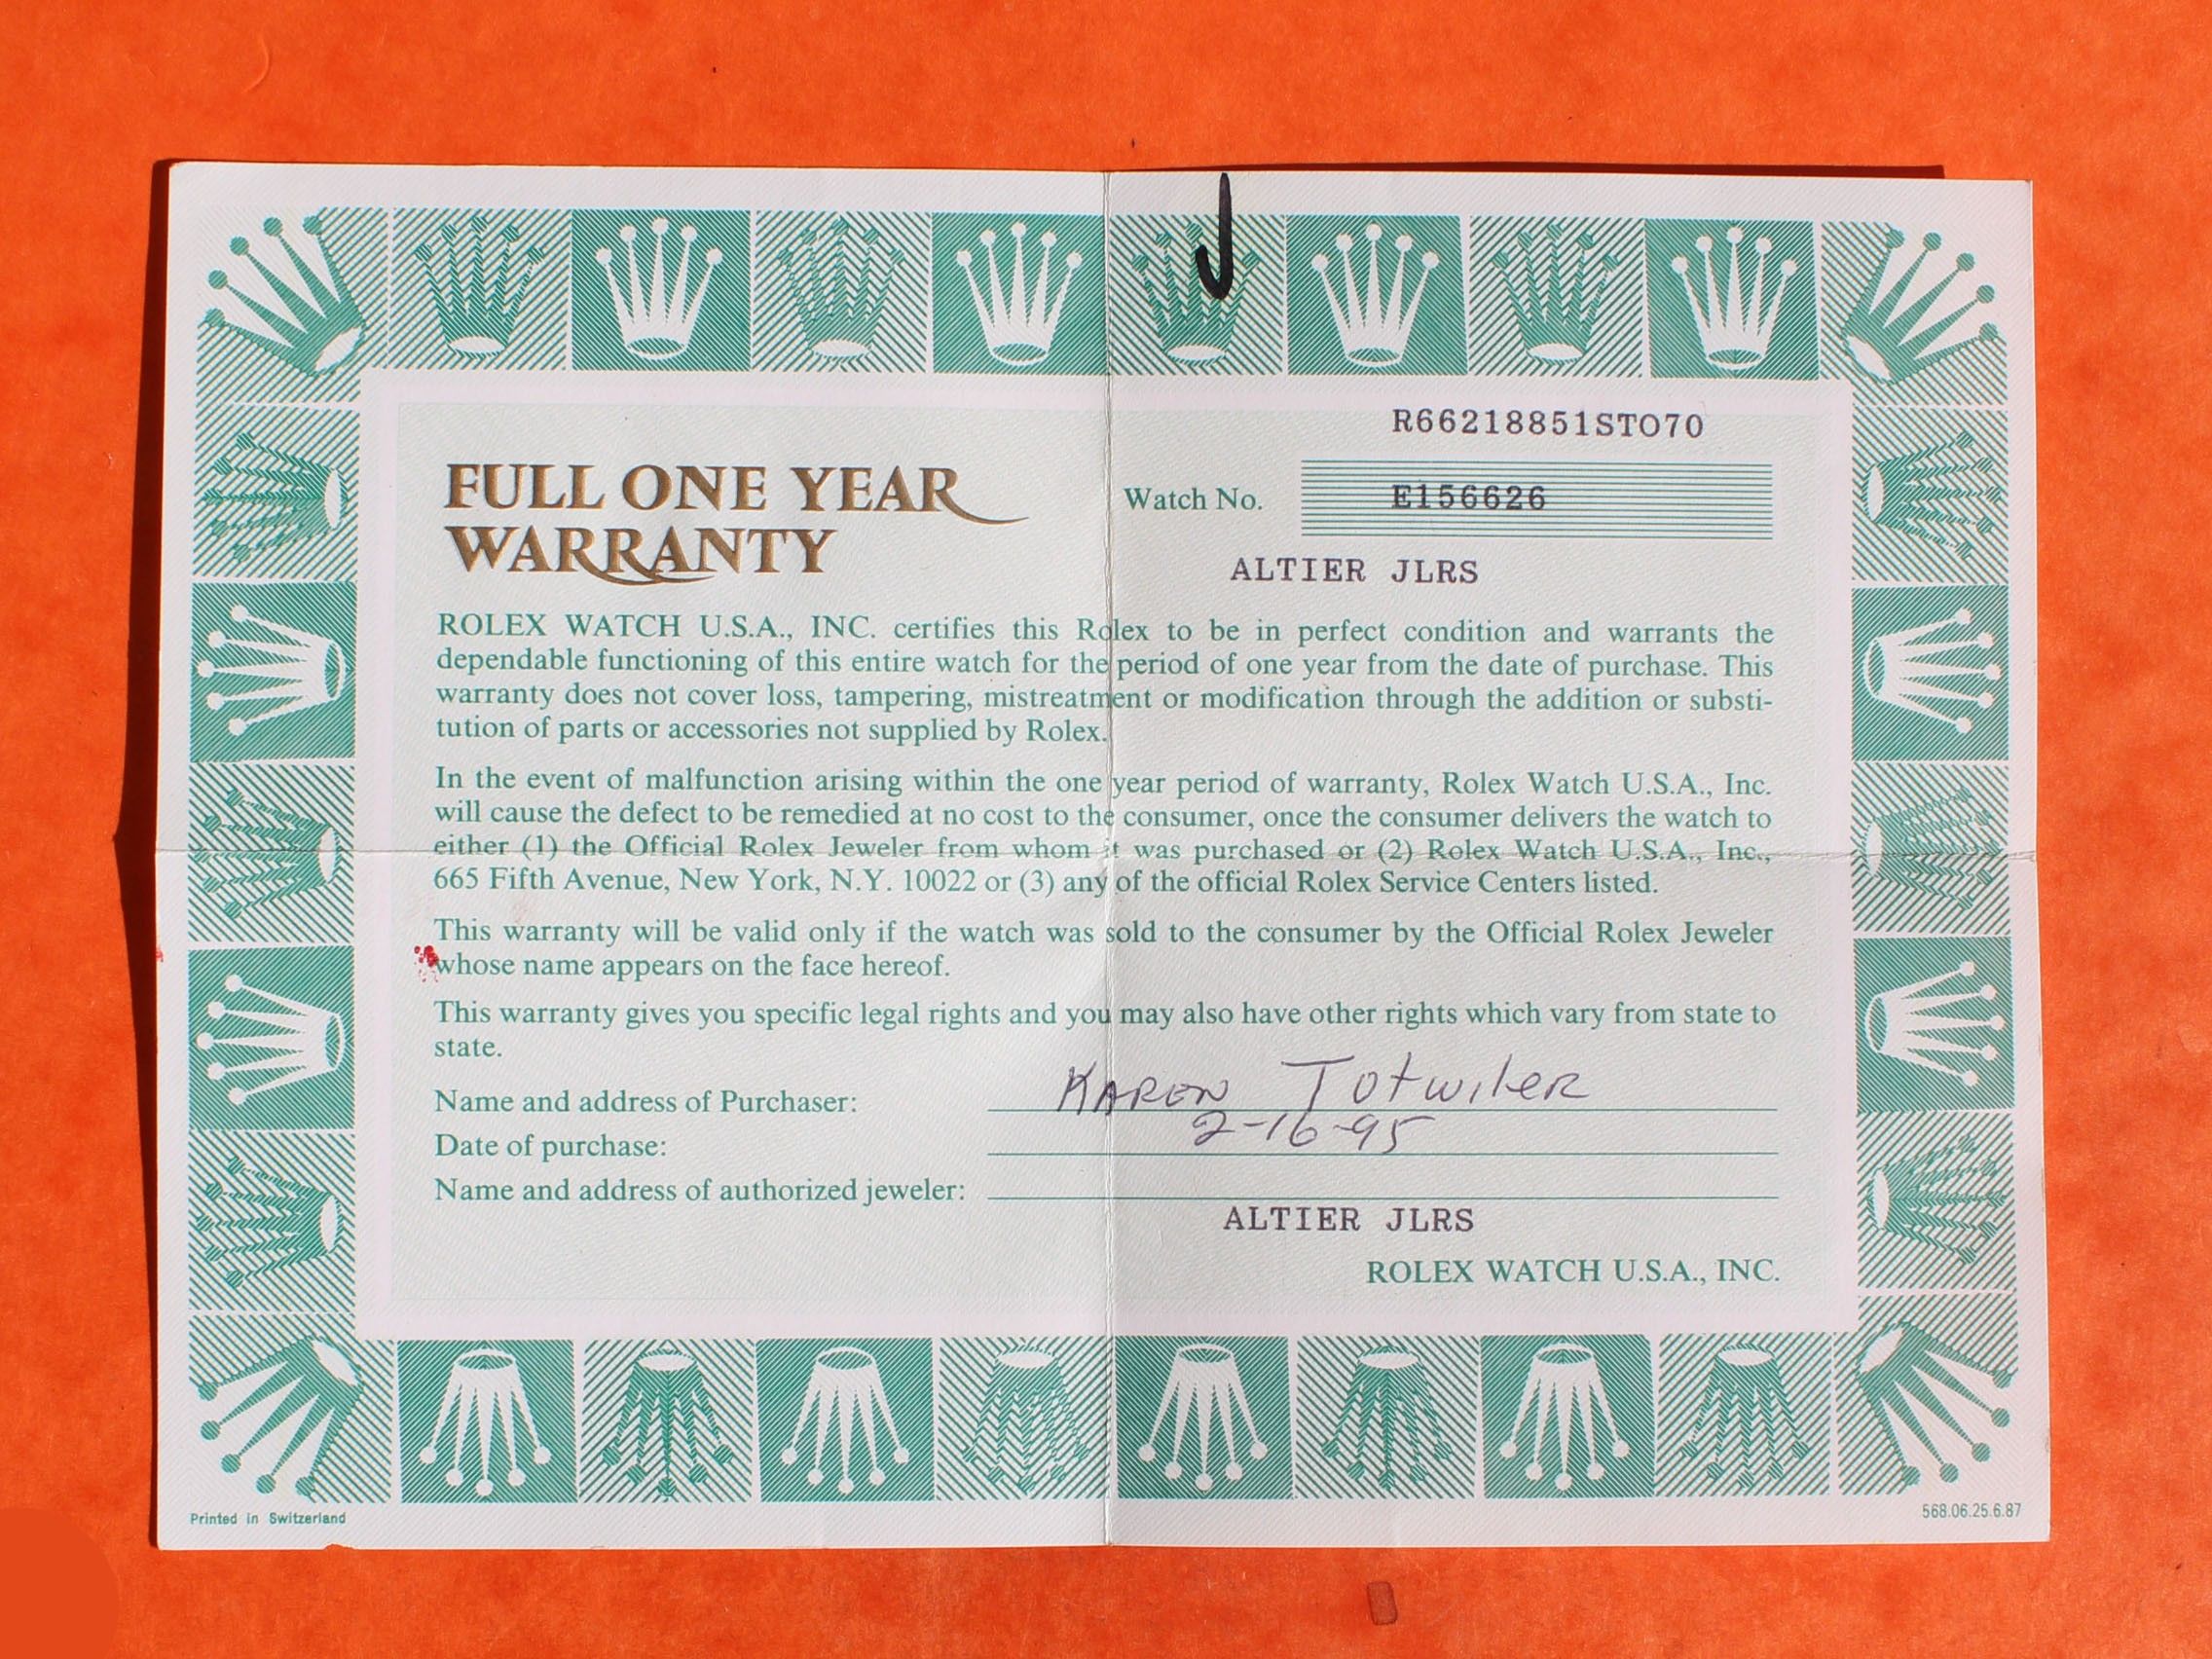 R66218851STO70
FULL ONE YEAR
WARRANTY
Watch No. E156626
ALTIER JLRS
ROLEX WATCH U.S.A., INC. certifies this Rolex to be in perfect condition and warrants the
dependable functioning of this entire watch for the period of one year from the date of purchase. This
warranty does not cover loss, tampering, mistreatment or modification through the addition or substi-
tution of parts or accessories not supplied by Rolex.
In the event of malfunction arising within the one year period of warranty, Rolex Watch U.S.A., Inc.
will cause the defect to be remedied at no cost to the consumer, once the consumer delivers the watch to
either (1) the Official Rolex Jeweler from whom it was purchased or (2) Rolex Watch U.S.A., Inc.,
665 Fifth Avenue, New York, N.Y. 10022 or (3) any of the official Rolex Service Centers listed.
This warranty will be valid only if the watch was sold to the consumer by the Official Rolex Jeweler
whose name appears on the face hereof.
This warranty gives you specific legal rights and you may also have other rights which vary from state to
state.
Name and address of Purchaser: KAREN Totwiler
Date of purchase: 2-16-95
Name and address of authorized jeweler:
ALTIER JLRS
ROLEX WATCH U.S.A., INC.
Printed in Switzerland
568.06.25.6.87